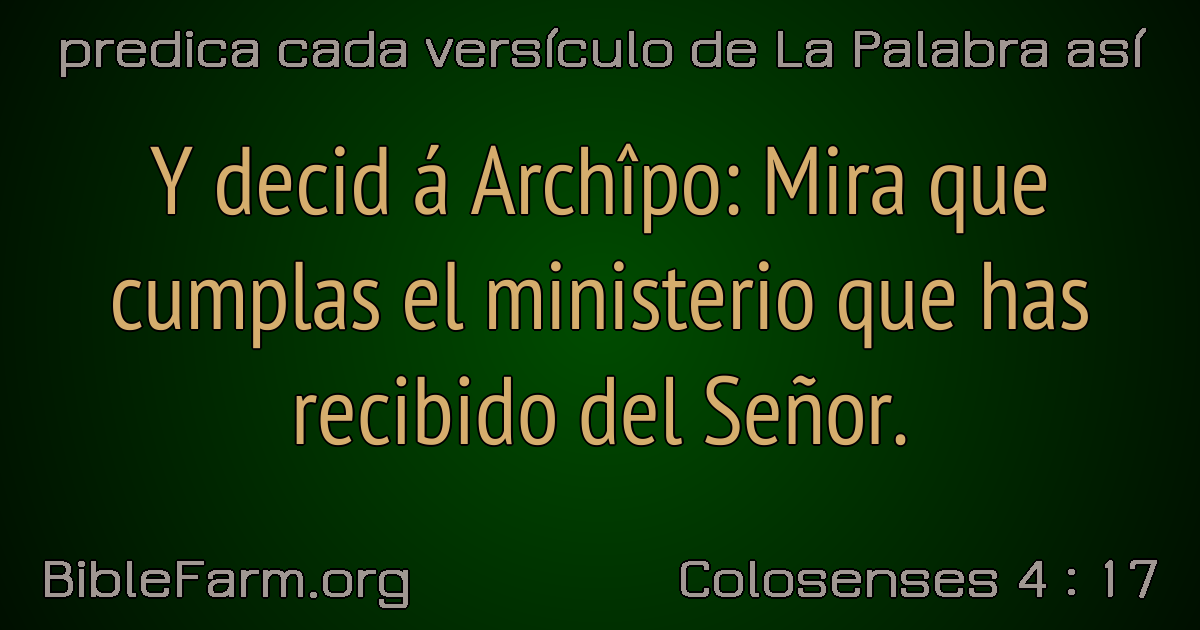 predica cada versículo de La Palabra así
Y decid á Archîpo: Mira que
cumplas el ministerio que has
recibido del Señor.
BibleFarm.org
Colosenses 4 : 17